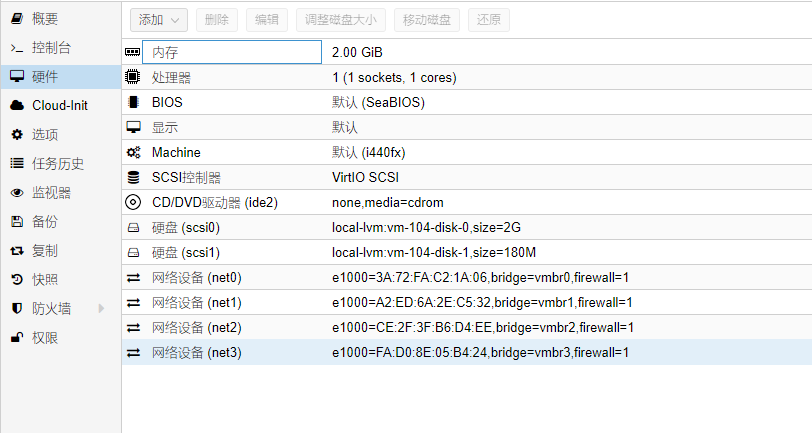 添加 删除 编辑 调整磁盘大小 移动磁盘 还原
概要
控制台
硬件
Cloud-Init
选项
任务历史
监视器
备份
复制
快照
防火墙
权限
内存 2.00 GiB
处理器 1 (1 sockets, 1 cores)
BIOS 默认 (SeaBIOS)
显示 默认
Machine 默认 (i440fx)
SCSI控制器 VirtIO SCSI
CD/DVD驱动器 (ide2) none,media=cdrom
硬盘 (scsi0) local-lvm:vm-104-disk-0,size=2G
硬盘 (scsi1) local-lvm:vm-104-disk-1,size=180M
网络设备 (net0) e1000=3A:72:FA:C2:1A:06,bridge=vmbr0,firewall=1
网络设备 (net1) e1000=A2:ED:6A:2E:C5:32,bridge=vmbr1,firewall=1
网络设备 (net2) e1000=CE:2F:3F:B6:D4:EE,bridge=vmbr2,firewall=1
网络设备 (net3) e1000=FA:D0:8E:05:B4:24,bridge=vmbr3,firewall=1